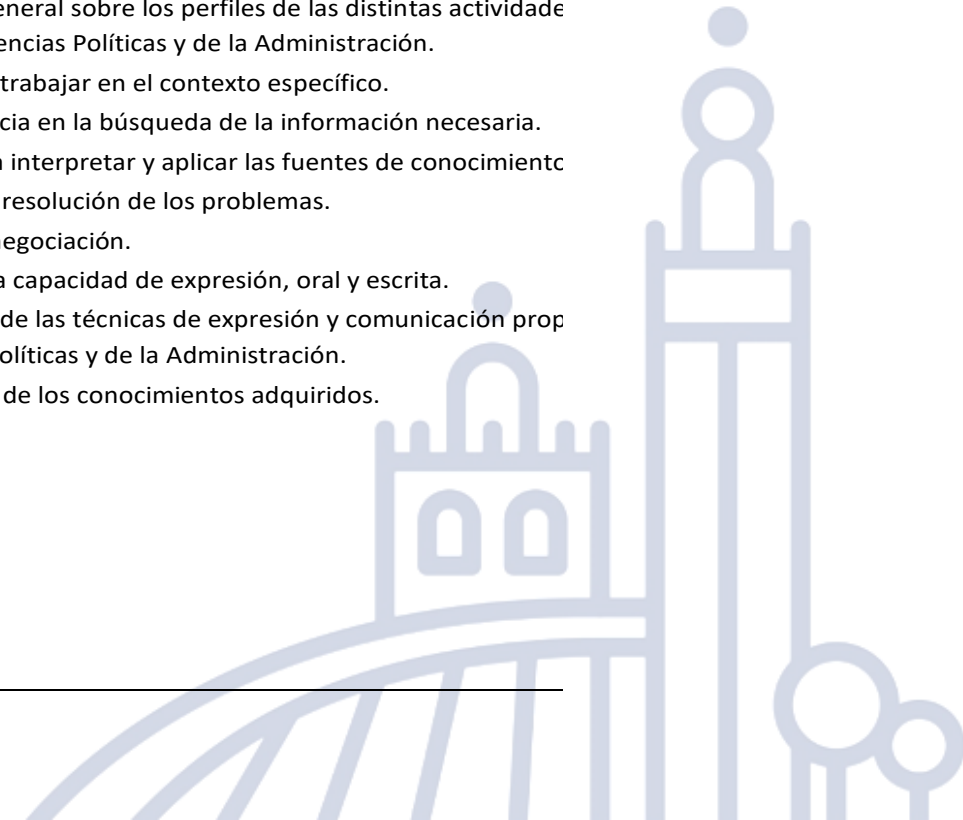 eneral sobre los perfiles de las distintas actividade
encias Políticas y de la Administración.
trabajar en el contexto específico.
cia en la búsqueda de la información necesaria.
interpretar y aplicar las fuentes de conocimiento
resolución de los problemas.
negociación.
a capacidad de expresión, oral y escrita.
de las técnicas de expresión y comunicación prop
olíticas y de la Administración.
de los conocimientos adquiridos.